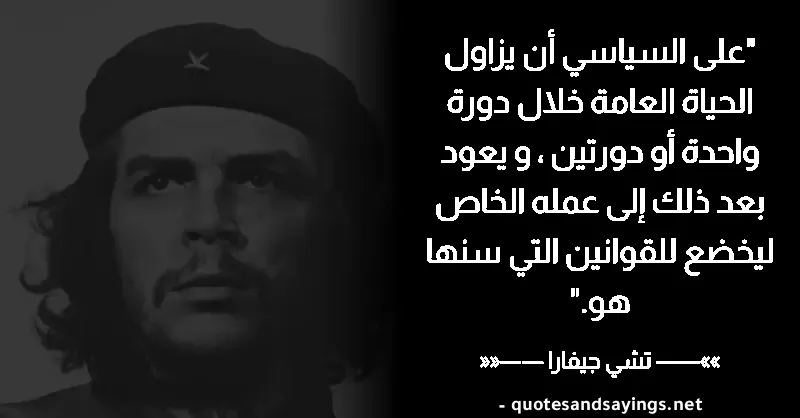 "على السياسي أن يزاول
الحياة العامة خلال دورة
واحدة أو دورتين ، و يعود
بعد ذلك إلى عمله الخاص
ليخضع للقوانين التي سنها
هو."
»»—— تشي جيفارا ——««
- quotesandsayings.net